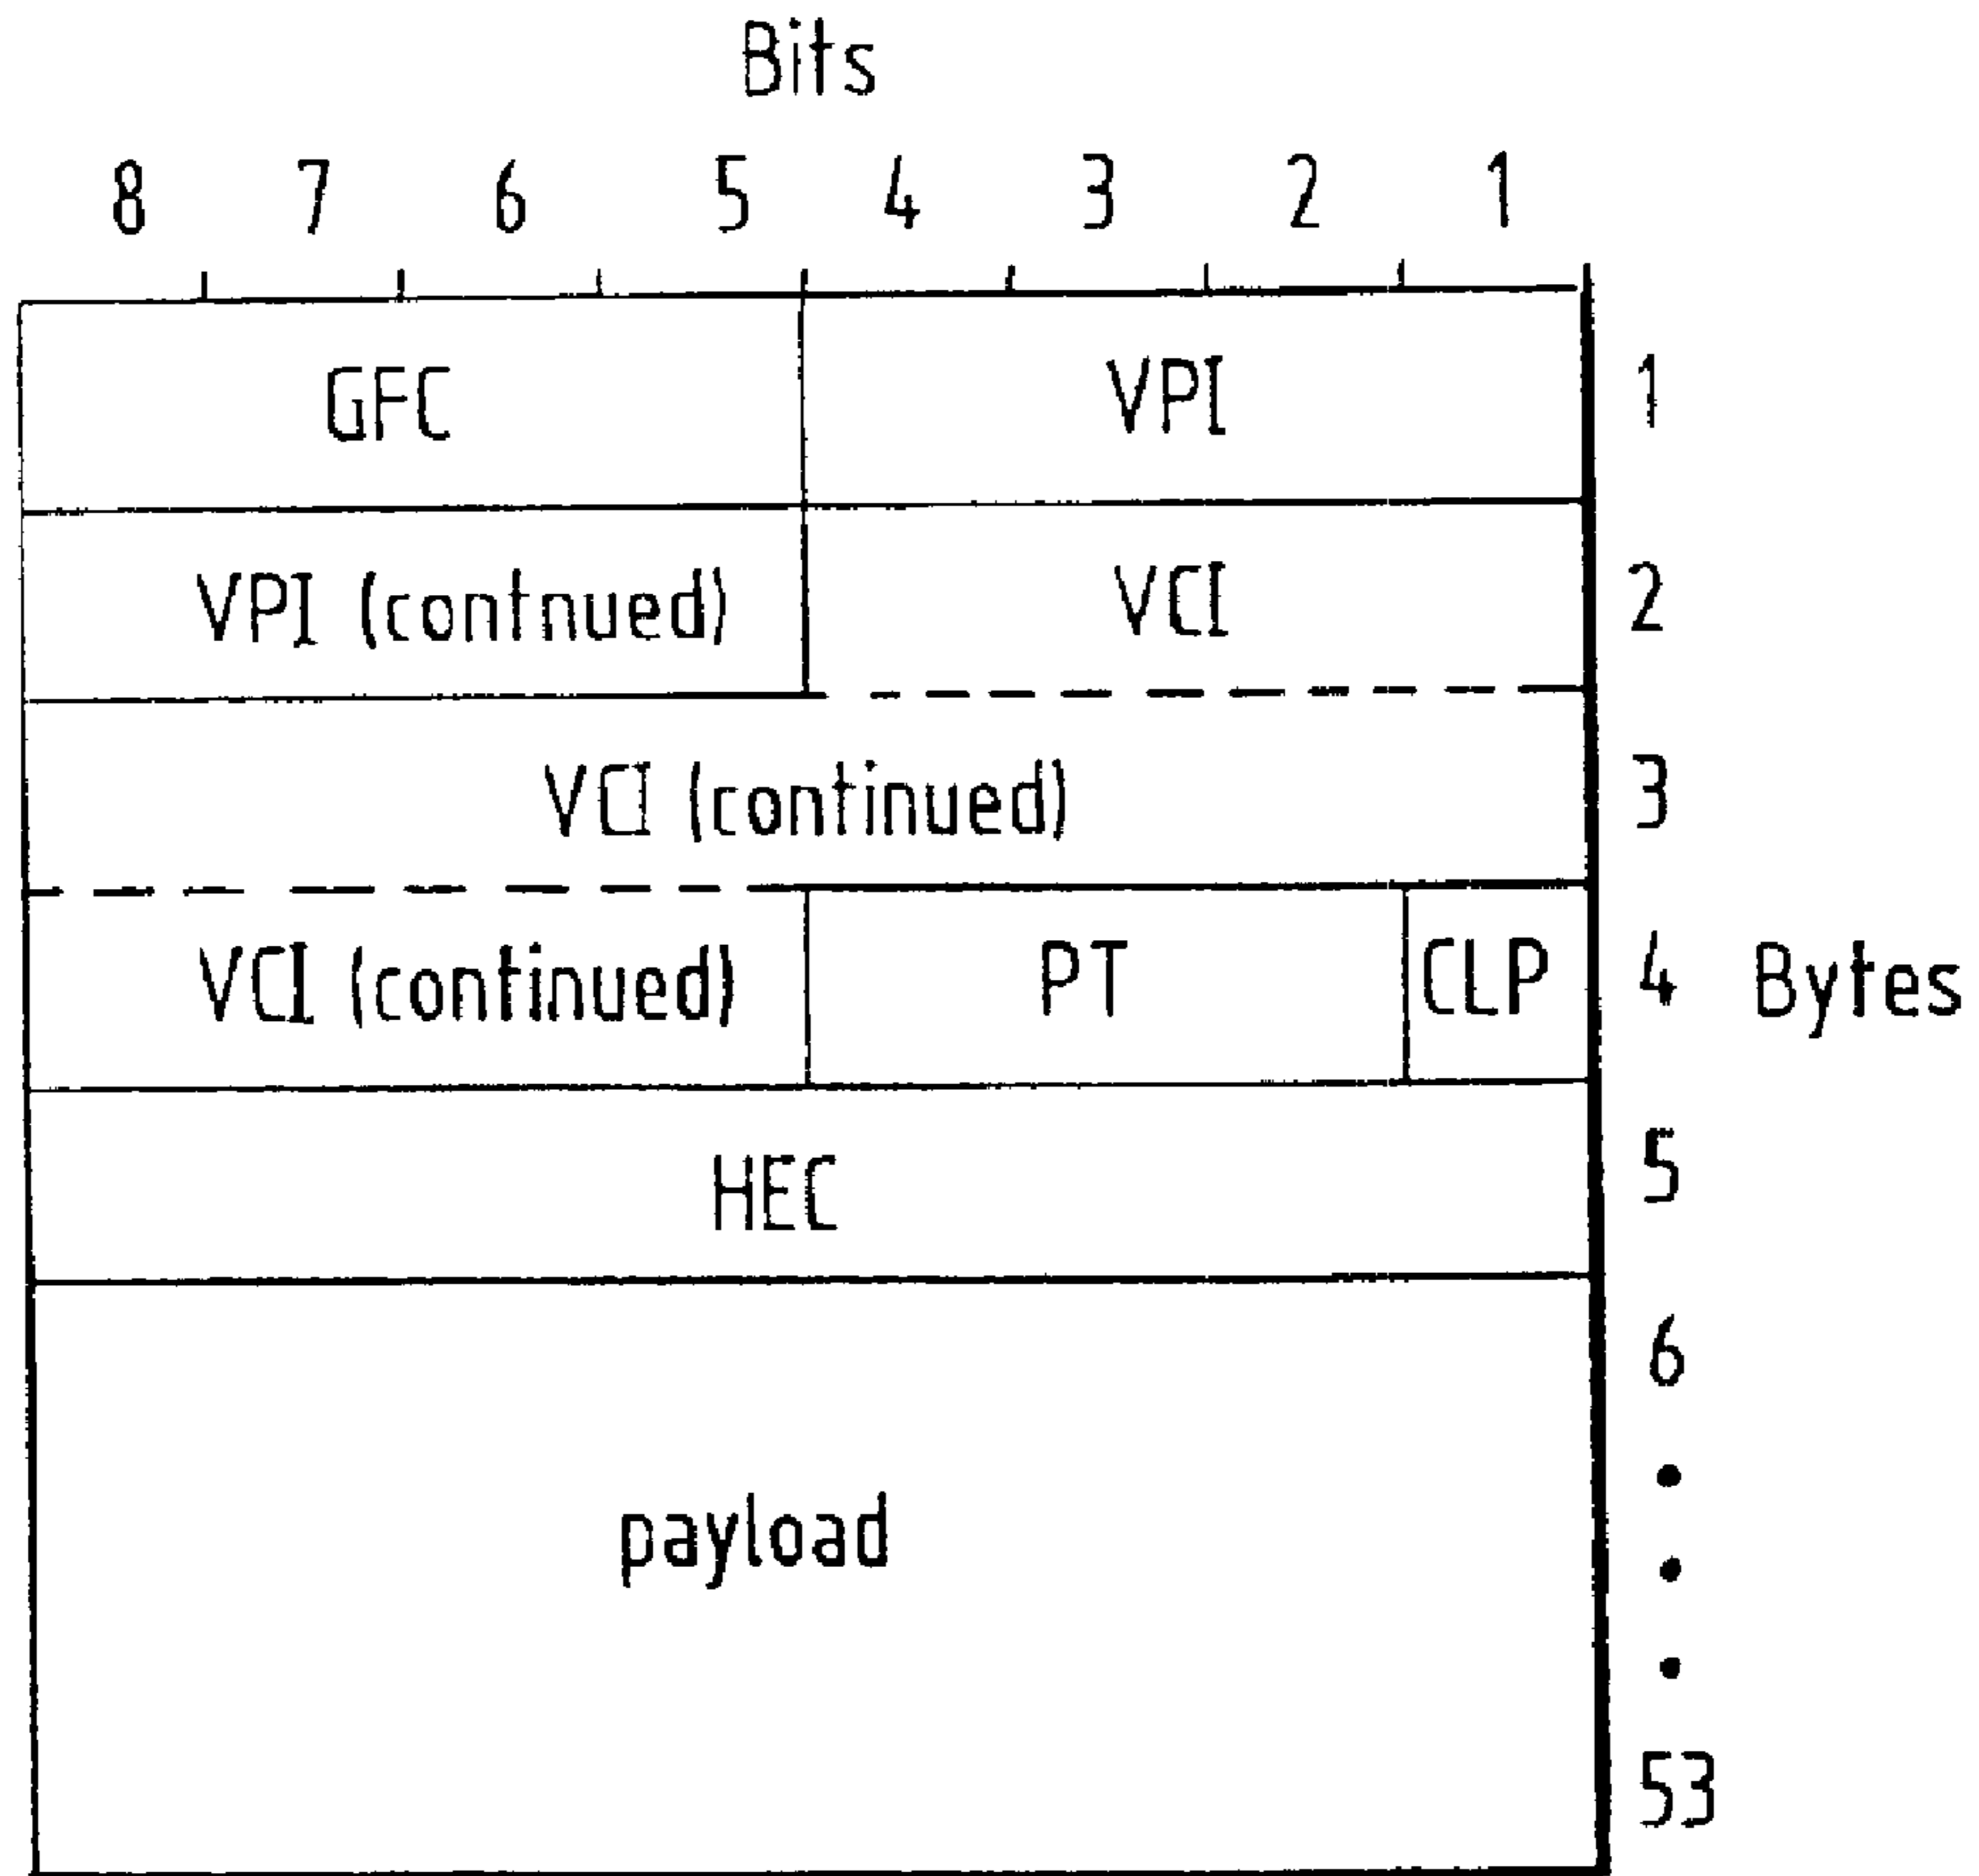 Bits
8 7 6 5 4 3 2 1
GFC VPI 1
VPI (contnued) VCI 2
VCI (continued) 3
VCI (continued) PT CLP 4 Bytes
HEC 5
6
payload
53